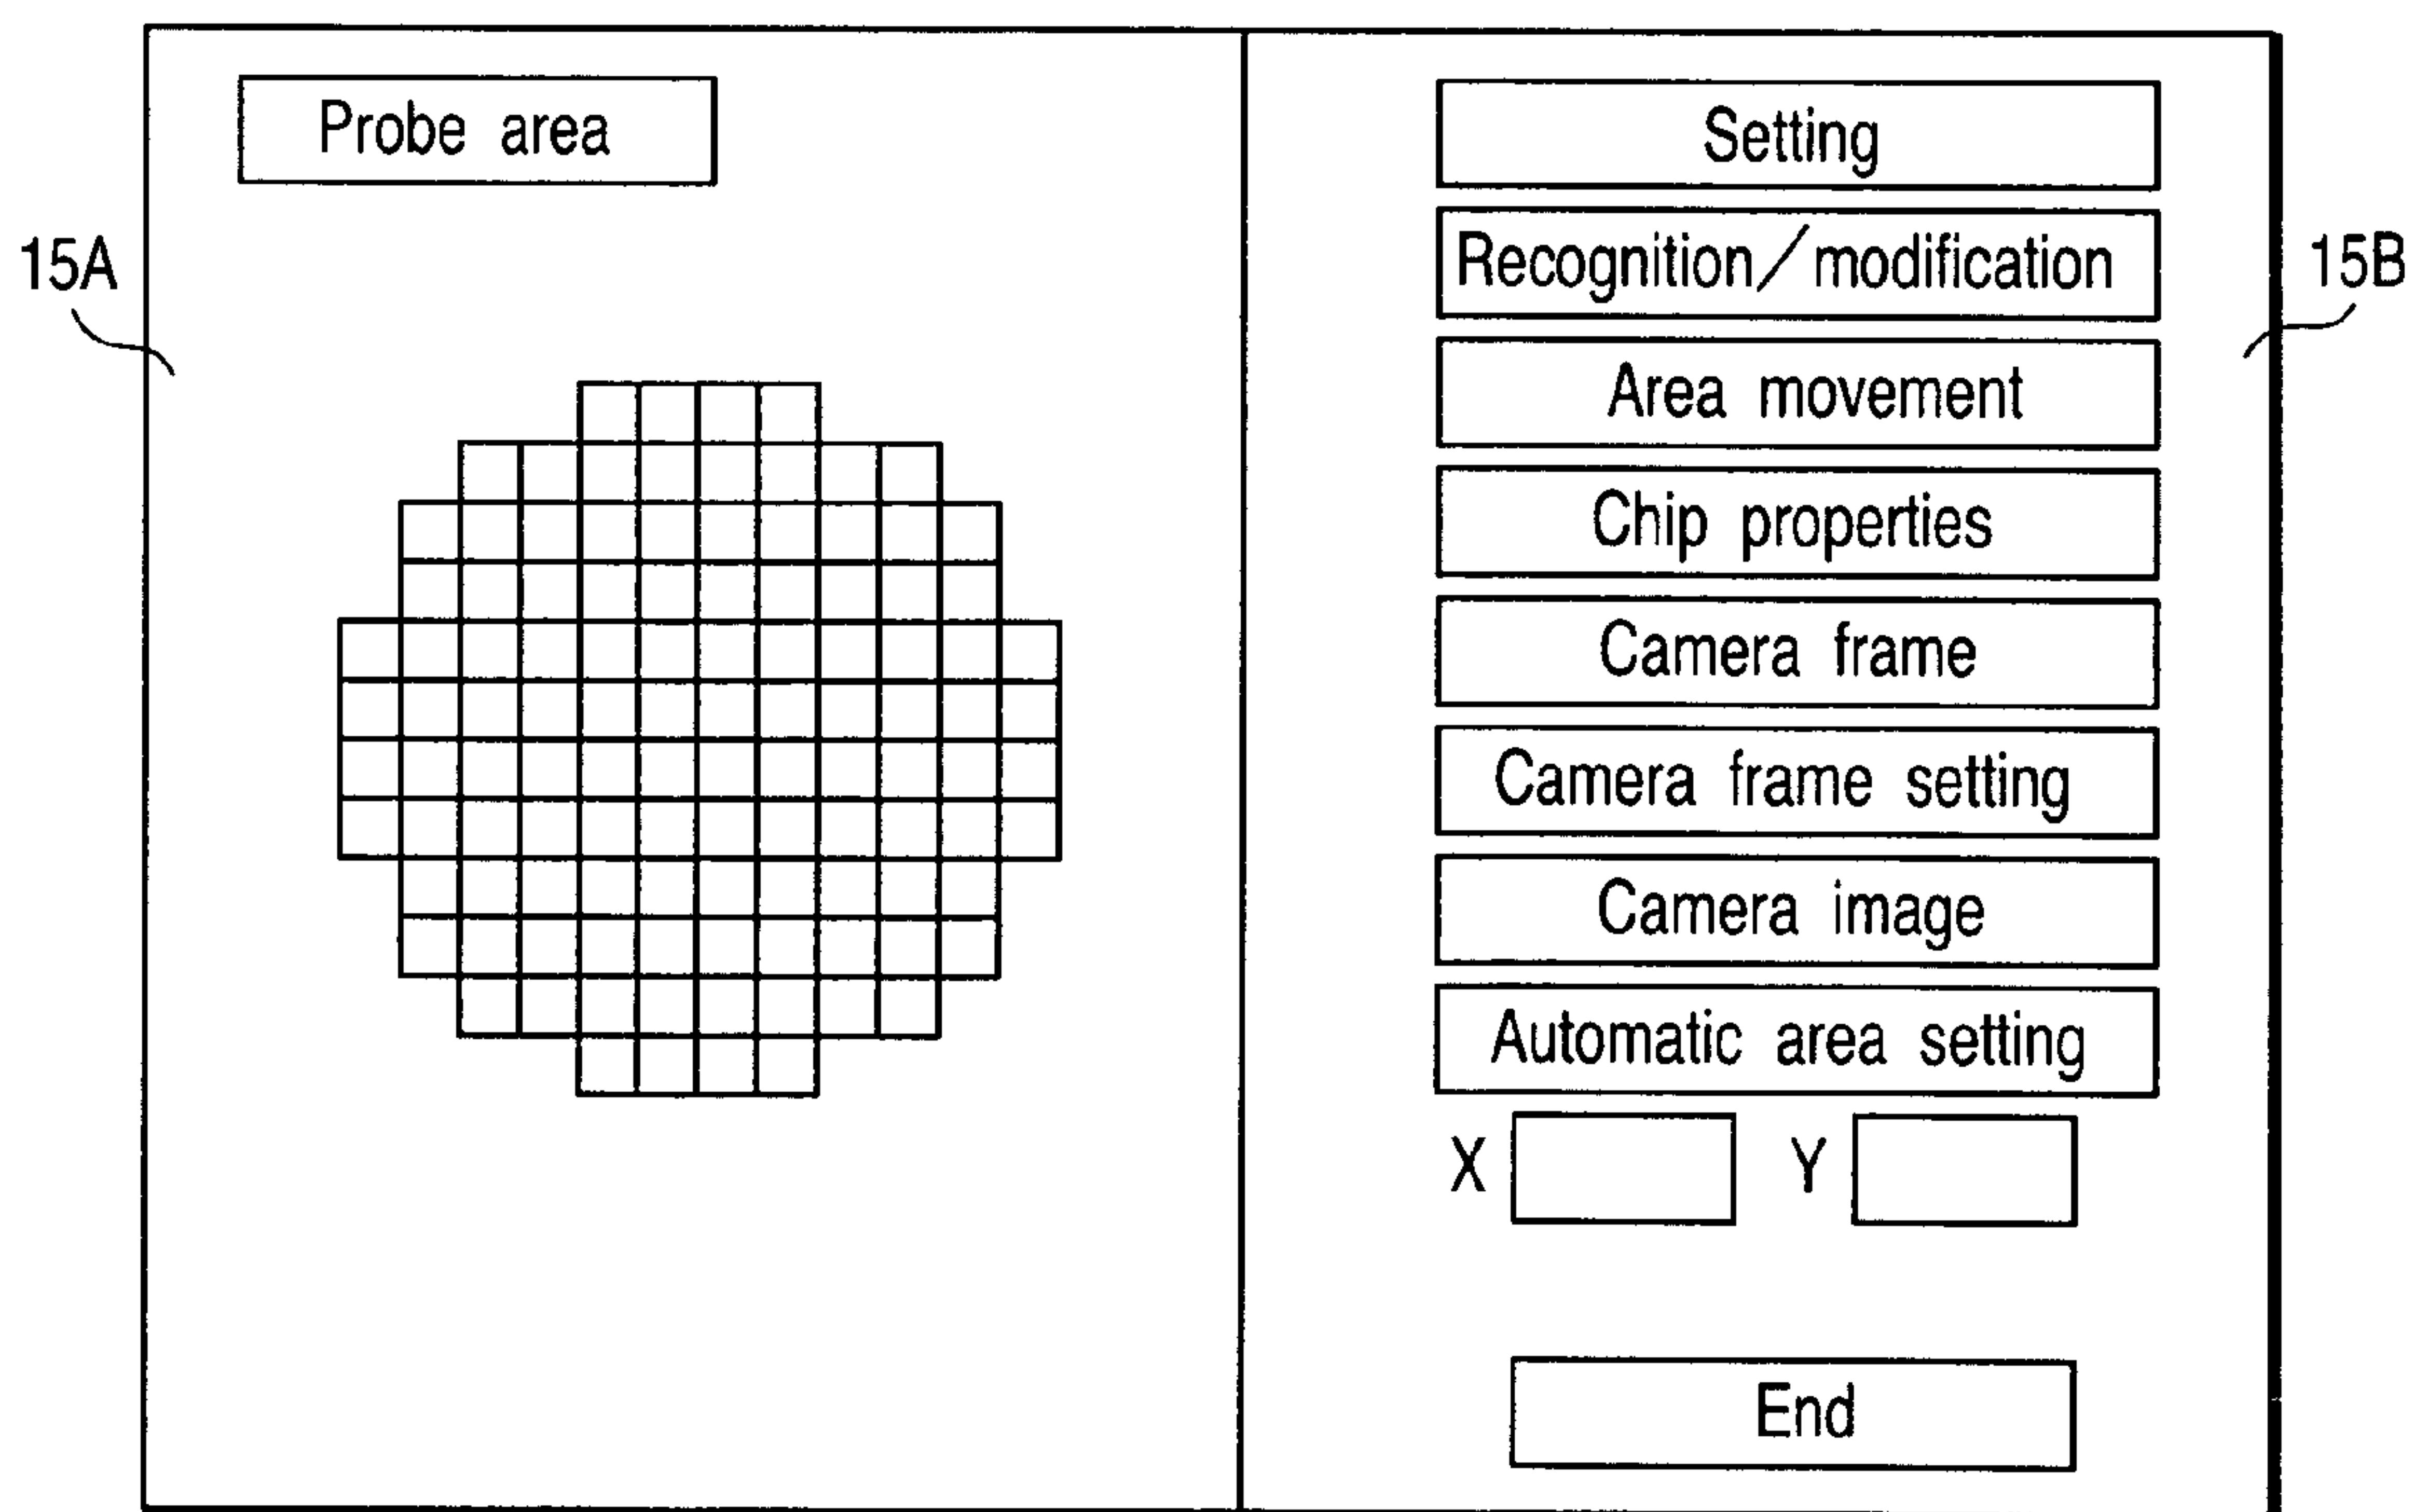 Probe area
15A
Setting
Recognition/modification
15B
Area movement
Chip properties
Camera frame
Camera frame setting
Camera image
Automatic area setting
X Y
End